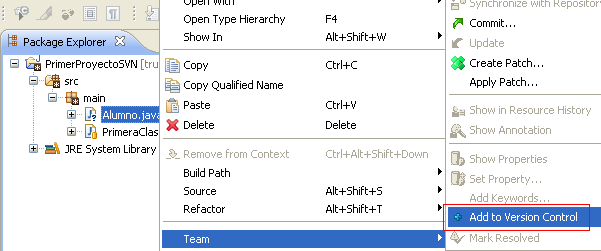 Open With
Open Type Hierarchy F4
Show In Alt+Shift+W
Copy Ctrl+C
Copy Qualified Name
Paste Ctrl+V
Delete Delete
Remove from Context Ctrl+Alt+Shift+Down
Build Path
Source Alt+Shift+S
Refactor Alt+Shift+T
Team
Package Explorer
PrimerProyectoSVN [tru
src
main
Alumno.java
PrimeraClas
JRE System Library
Synchronize with Repository
Commit...
Update
Create Patch...
Apply Patch...
Show in Resource History
Show Annotation
Show Properties
Set Property...
Add Keywords...
Add to Version Control
Mark Resolved